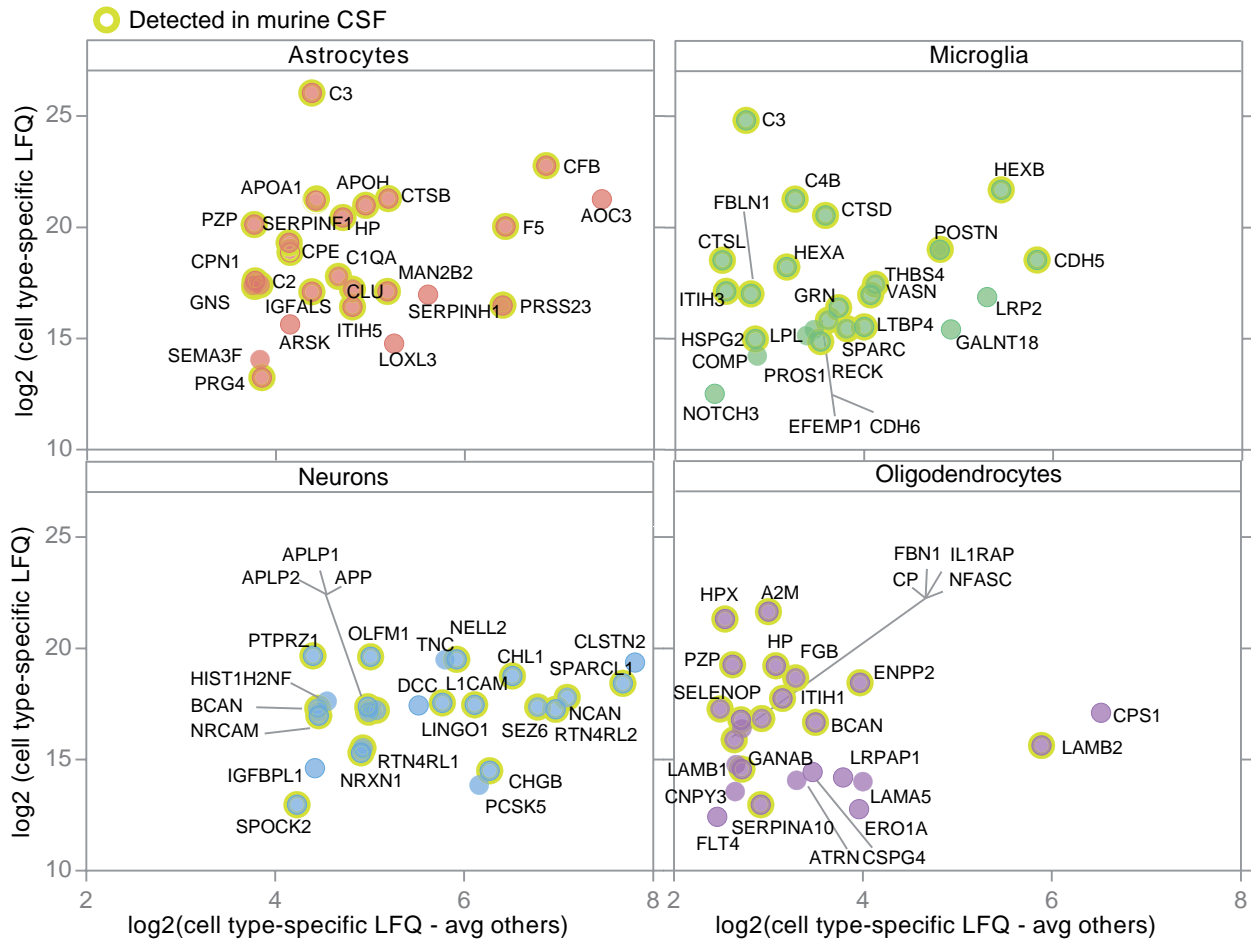 Detected in murine CSF
Astrocytes
Microglia
log2 (cell type-specific LFQ)
25
20
15
10
C3
CFB
AOC3
APOA1
APOH
CTSB
PZP
SERPINF1
HP
F5
CPE
CPN1
C2
C1QA
MAN2B2
GNS
IGFALS
CLU
SERPINH1
PRSS23
ARSK
ITIH5
LOXL3
SEMA3F
PRG4
C3
HEXB
C4B
FBLN1
CTSD
POSTN
CTSL
HEXA
CDH5
THBS4
ITIH3
GRN
VASN
LRP2
HSPG2
LPL
LTBP4
GALNT18
COMP
SPARC
PROS1
RECK
NOTCH3
EFEMP1
CDH6
Neurons
Oligodendrocytes
log2 (cell type-specific LFQ)
25
20
15
10
APLP1
APLP2
APP
PTPRZ1
OLFM1
NELL2
TNC
CLSTN2
CHL1
SPARCL1
HIST1H2NF
DCC
L1CAM
BCAN
NCAN
NRCAM
LINGO1
SEZ6
RTN4RL2
IGFBPL1
RTN4RL1
NRXN1
CHGB
PCSK5
SPOCK2
FBN1
IL1RAP
CP
NFASC
HPX
A2M
HP
PZP
FGB
ENPP2
SELENOP
ITIH1
BCAN
CPS1
LAMB2
GANAB
LRPAP1
LAMB1
CNPY3
LAMA5
SERPINA10
ERO1A
FLT4
ATRN
CSPG4
2
4
6
8
2
4
6
8
log2(cell type-specific LFQ - avg others)
log2(cell type-specific LFQ - avg others)